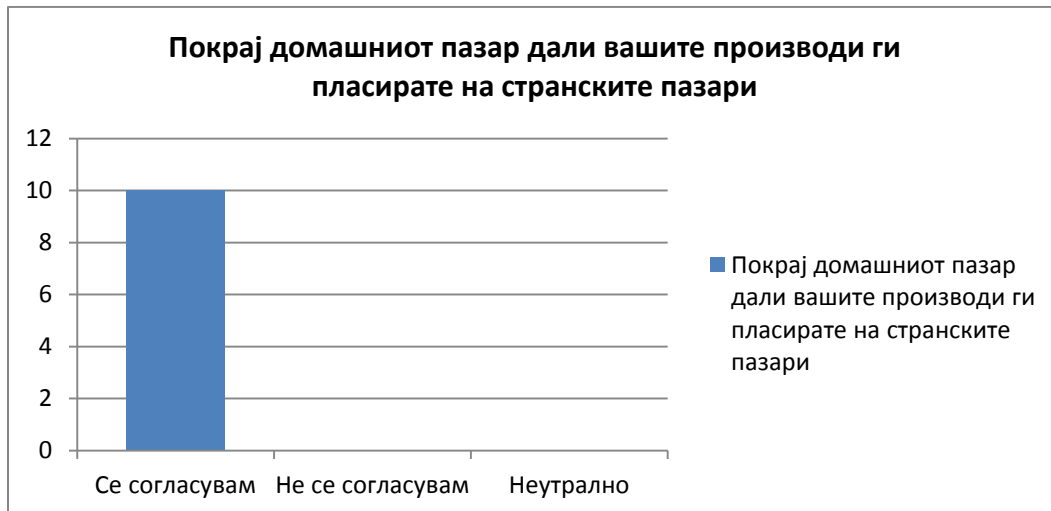 Покрај домашниот пазар дали вашите производи ги
пласирате на странските пазари
12
10
8
6
4
2
0
Се согласувам Не се согласувам Неутрално
Покрај домашниот пазар
дали вашите производи ги
пласирате на странските
пазари